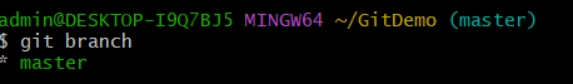 admin@DESKTOP-I9Q7BJ5 MINGW64 ~/GitDemo (master)
$ git branch
* master